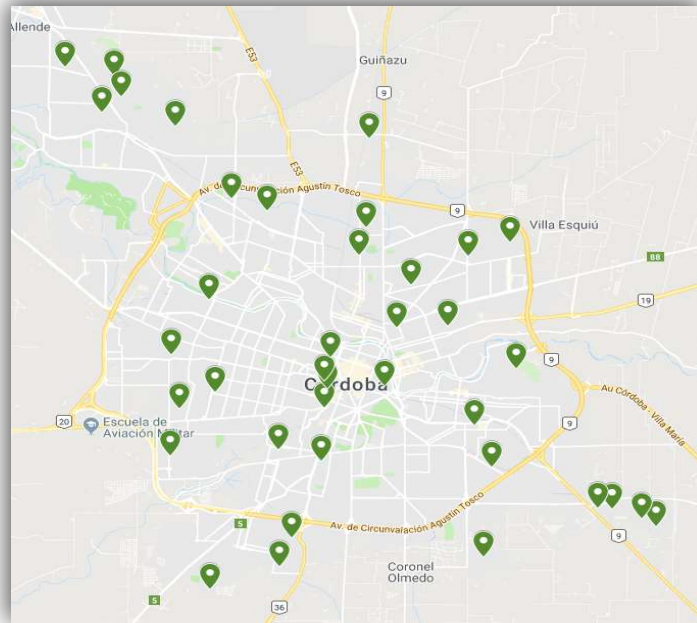 Allende
E53
Guiñazu
9
E53
Av. de Circunvalación Agustín Tosco
9
Villa Esquiú
88
19
9
Córdoba
Au Córdoba - Villa María
20
Escuela de
Aviación Militar
9
5
Av. de Circunvalación Agustín Tosco
9
Coronel
Olmedo
5
36